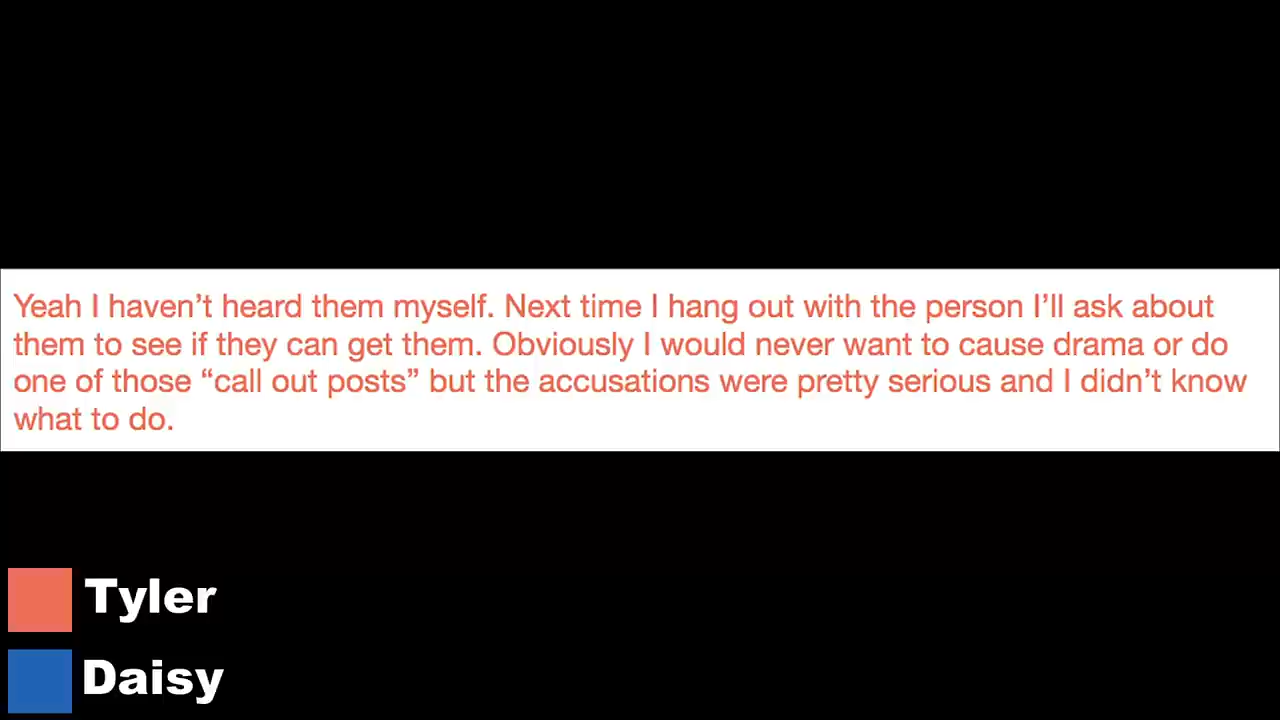 Yeah I haven’t heard them myself. Next time I hang out with the person I’ll ask about
them to see if they can get them. Obviously I would never want to cause drama or do
one of those “call out posts” but the accusations were pretty serious and I didn’t know
what to do.
Tyler
Daisy